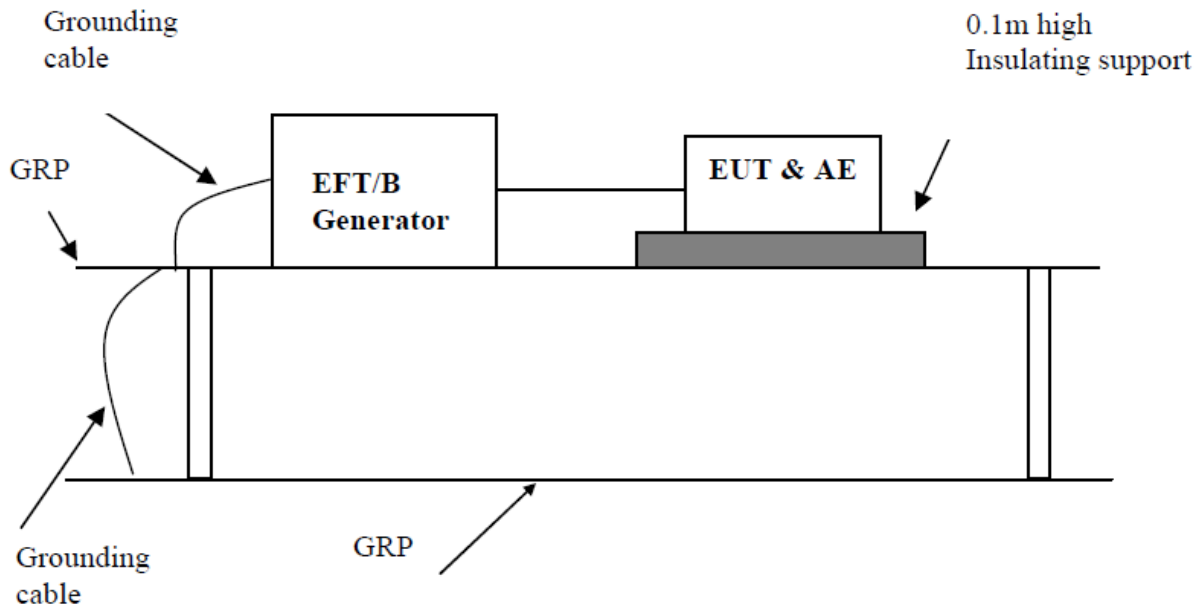 Grounding
cable
0.1m high
Insulating support
GRP
EFT/B
Generator
EUT & AE
Grounding
cable
GRP